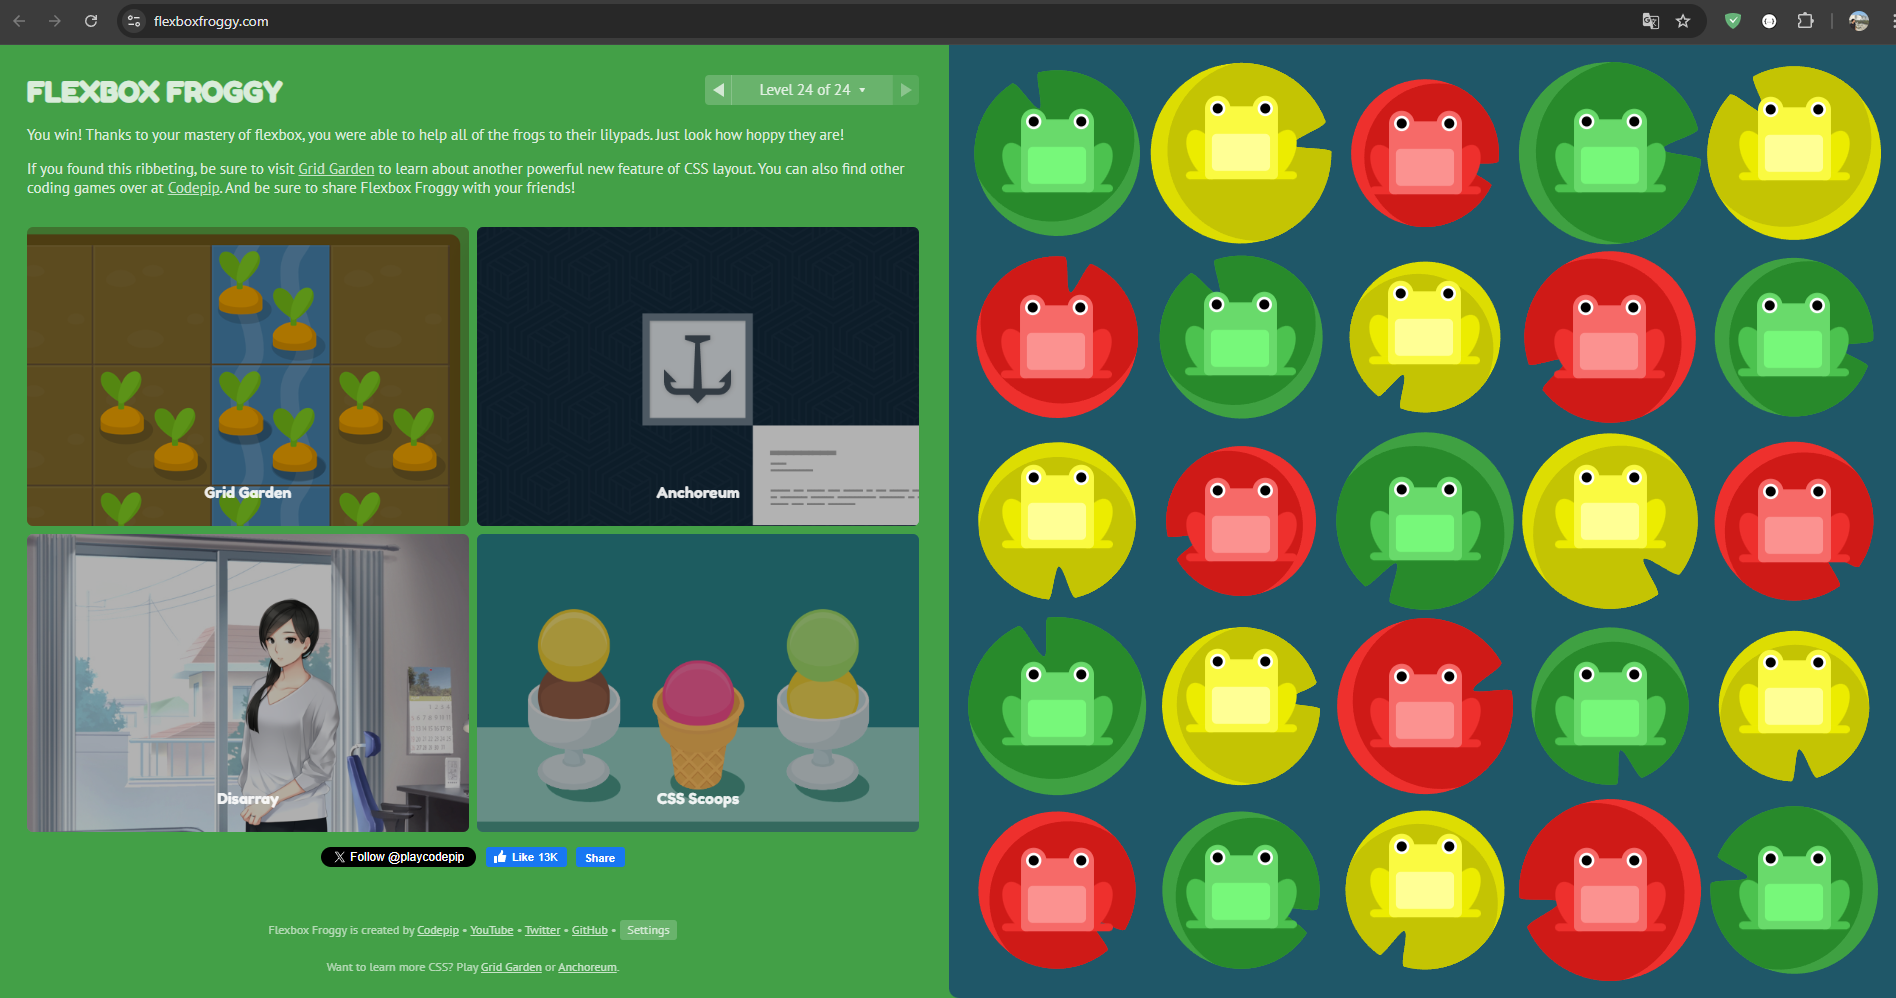 flexboxfroggy.com
FLEXBOX FROGGY
Level 24 of 24
You win! Thanks to your mastery of flexbox, you were able to help all of the frogs to their lilypads. Just look how hoppy they are!
If you found this ribbeting, be sure to visit Grid Garden to learn about another powerful new feature of CSS layout. You can also find other
coding games over at Codepip. And be sure to share Flexbox Froggy with your friends!
Grid Garden
Anchoreum
Disarray
CSS Scoops
X Follow @playcodepip
Like 13K
Share
Flexbox Froggy is created by Codepip • YouTube • Twitter • GitHub • Settings
Want to learn more CSS? Play Grid Garden or Anchoreum.